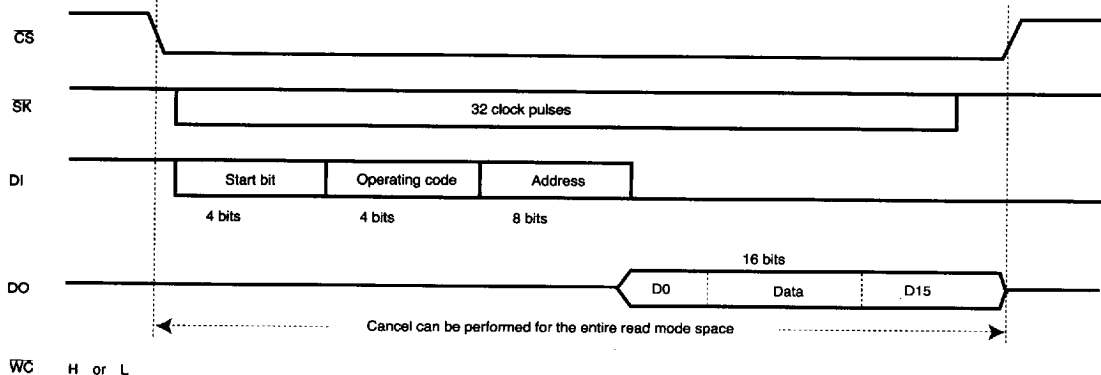 CS
SK
32 clock pulses
DI
Start bit
Operating code
Address
4 bits
4 bits
8 bits
16 bits
DO
D0
Data
D15
Cancel can be performed for the entire read mode space
WC
H or L